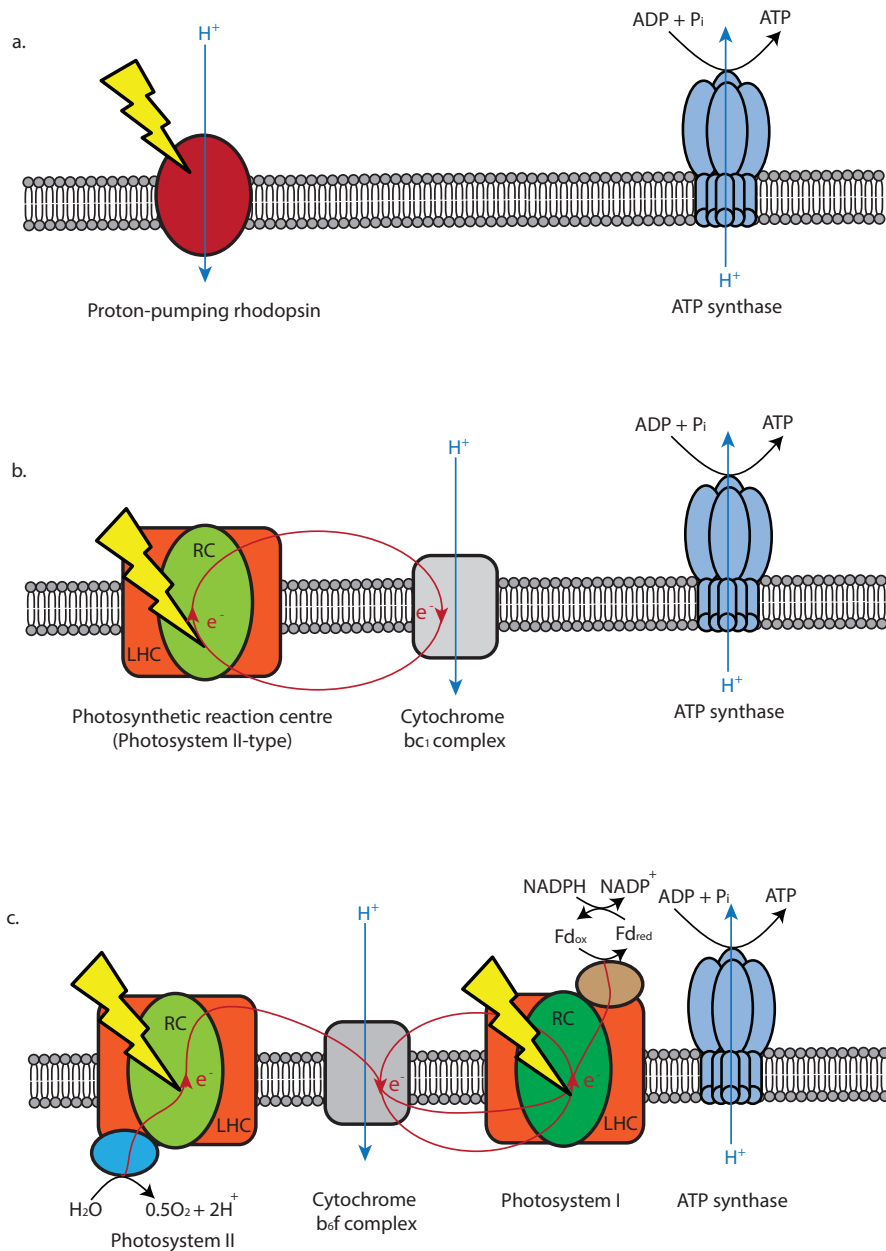 a.
H⁺
ADP + Pi
ATP
Proton-pumping rhodopsin
H⁺
ATP synthase
b.
H⁺
ADP + Pi
ATP
RC
e⁻
e⁻
LHC
H⁺
Photosynthetic reaction centre
(Photosystem II-type)
Cytochrome
bc₁ complex
ATP synthase
c.
H⁺
NADPH
NADP⁺
ADP + Pi
ATP
Fdox
Fdred
RC
RC
e⁻
e⁻
e⁻
LHC
LHC
H⁺
H₂O
0.5O₂ + 2H⁺
Photosystem II
Cytochrome
b₆f complex
Photosystem I
ATP synthase